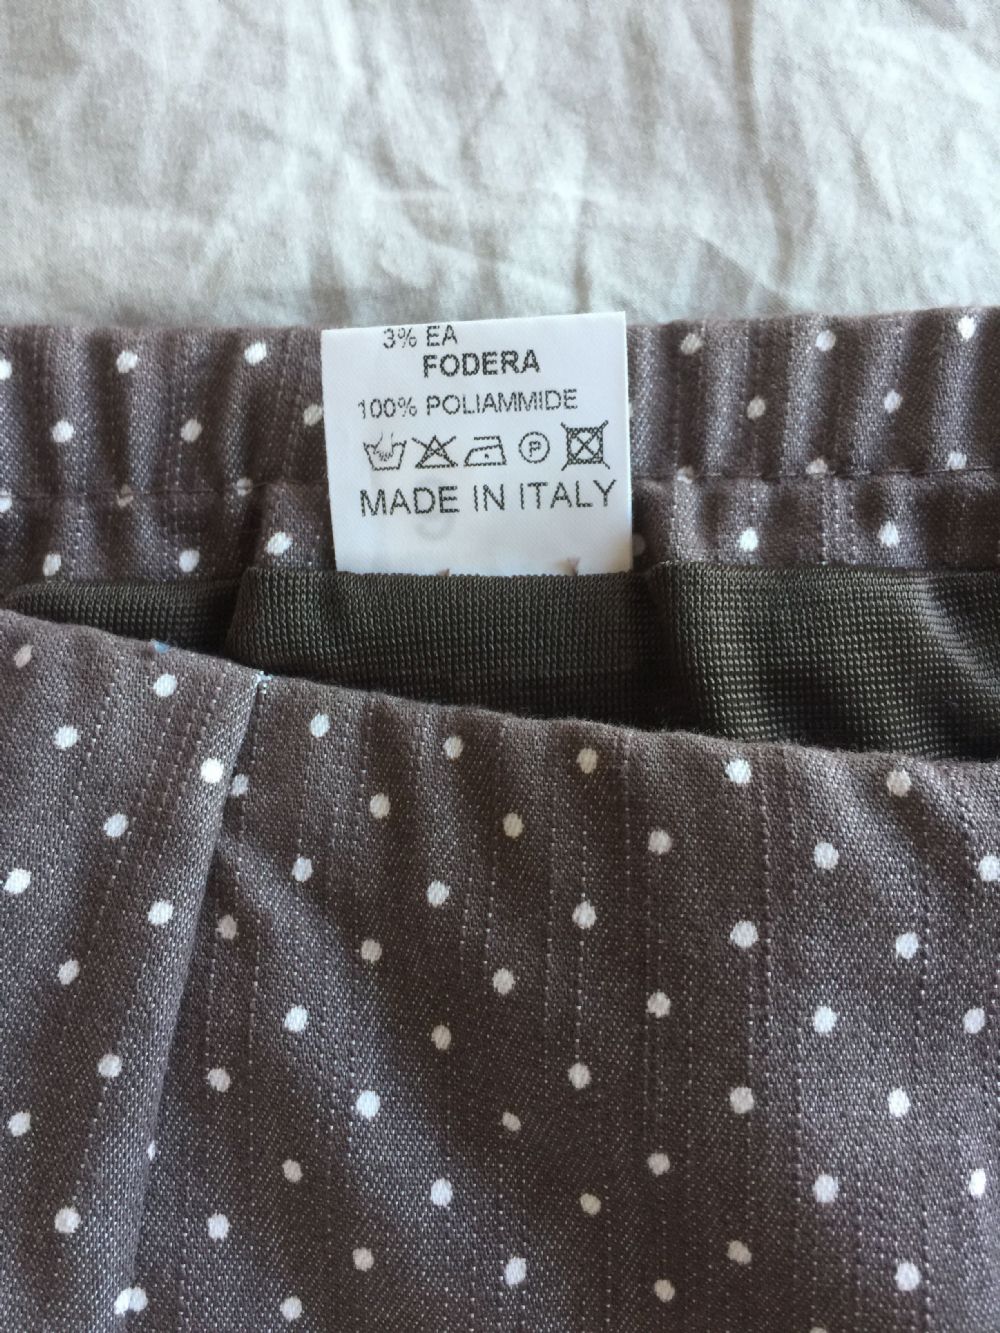 3% EA
FODERA
100% POLIAMMIDE
P
MADE IN ITALY